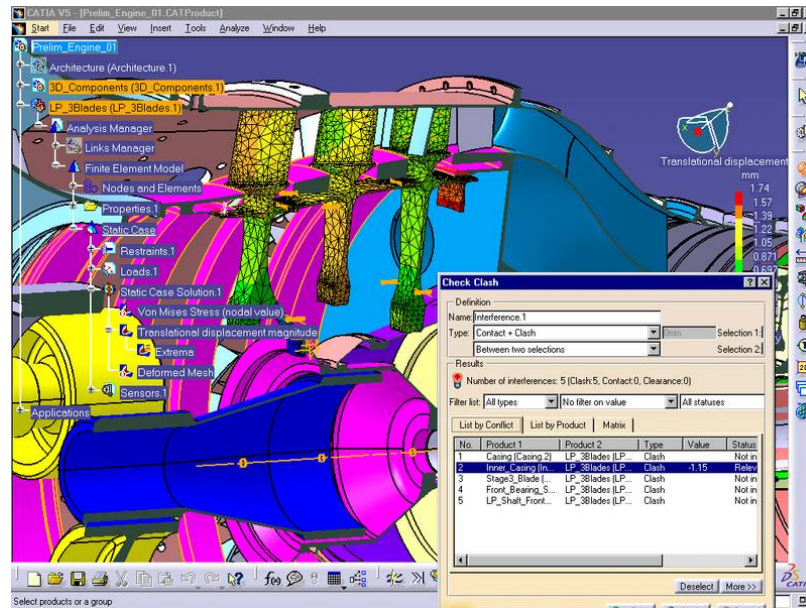 CATIA V5 - [Prelim_Engine_01.CATProduct]
Start File Edit View Insert Tools Analyze Window Help
Prelim_Engine_01
Architecture (Architecture.1)
3D_Components (3D_Components.1)
LP_3Blades (LP_3Blades.1)
Analysis Manager
Links Manager
Finite Element Model
Nodes and Elements
Properties.1
Static Case
Restraints.1
Loads.1
Static Case Solution.1
Von Mises Stress (nodal value)
Translational displacement magnitude
Extrema
Deformed Mesh
Sensors.1
Applications
Translational displacement
mm
1.74
1.57
1.39
1.22
1.05
0.871
0.697
Check Clash
Definition
Name: Interference.1
Type: Contact + Clash 0mm Selection 1:
Between two selections Selection 2:
Results
Number of interferences: 5 (Clash:5, Contact:0, Clearance:0)
Filter list: All types No filter on value All statuses
List by Conflict List by Product Matrix
No. Product 1 Product 2 Type Value Status
1 Casing (Casing.2) LP_3Blades (LP... Clash Not in
2 Inner_Casing (In... LP_3Blades (LP... Clash -1.15 Relev
3 Stage3_Blade (... LP_3Blades (LP... Clash Not in
4 Front_Bearing_S... LP_3Blades (LP... Clash Not in
5 LP_Shaft_Front... LP_3Blades (LP... Clash Not in
Deselect More >>
f(x)
CATI
Select products or a group